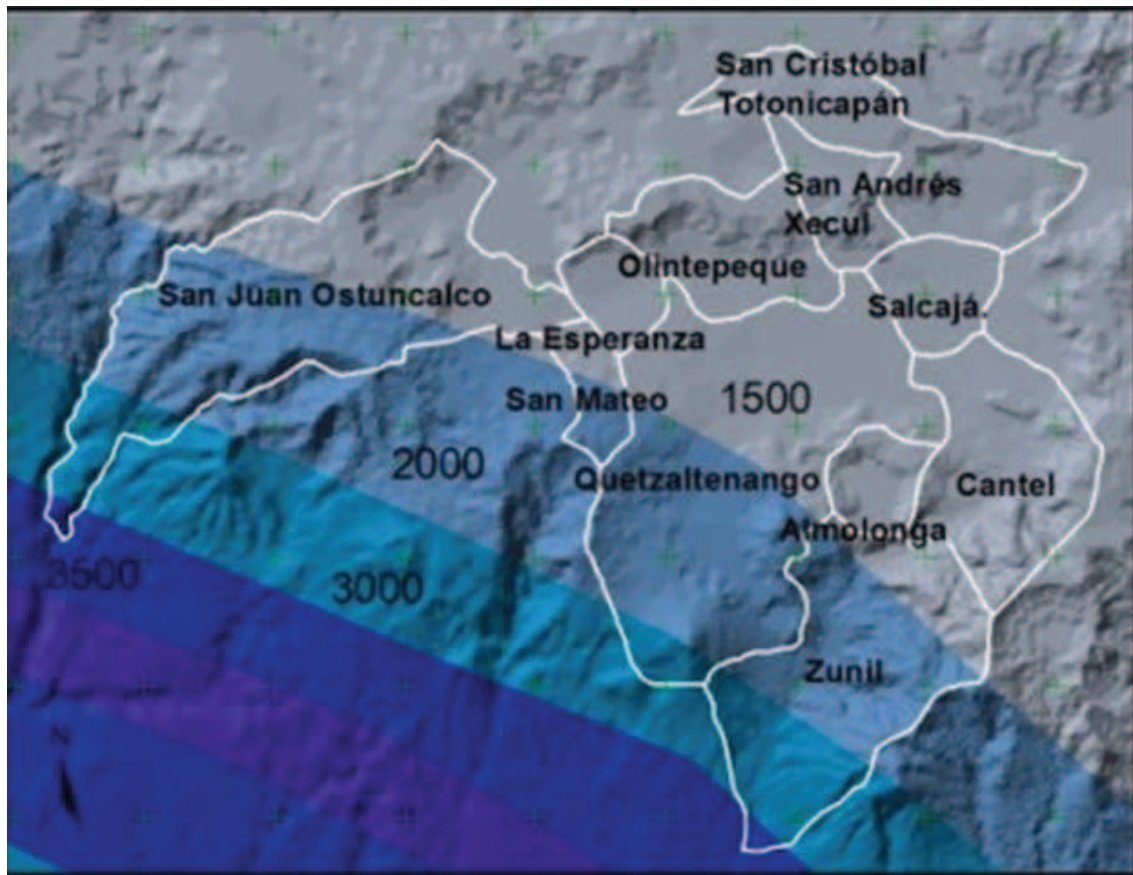 San Cristóbal
Totonicapán
San Andrés
Xecul
Olintepeque
San Juan Ostuncalco
Salcajá.
La Esperanza
San Mateo
1500
2000
Quetzaltenango
Cantel
Almolonga
3500
3000
Zunil
N